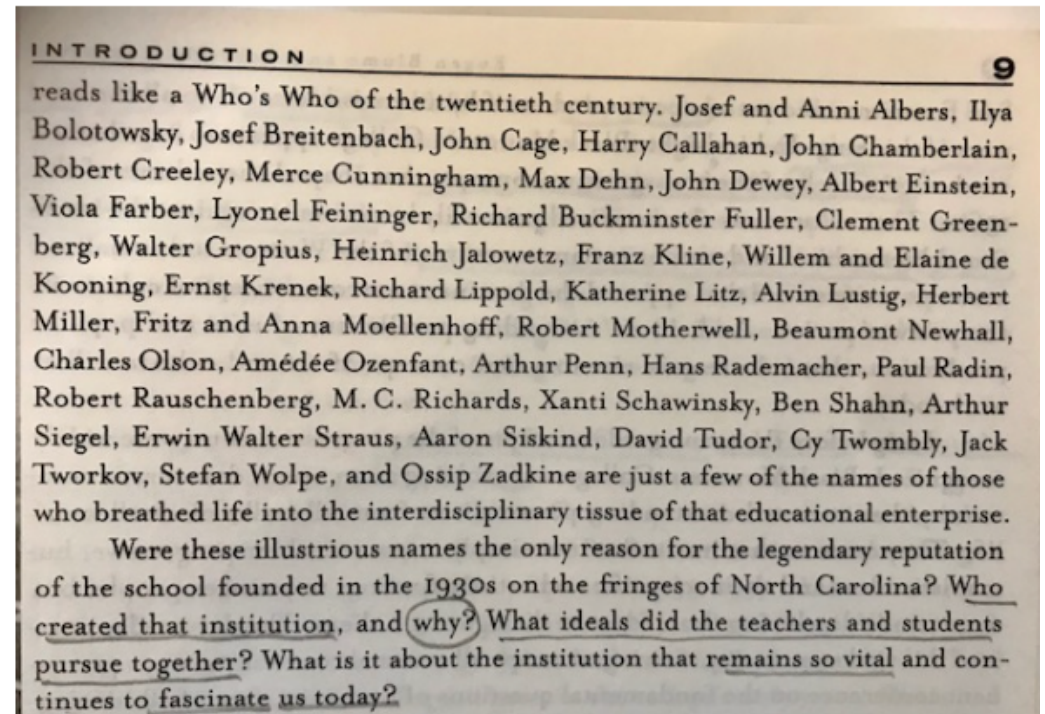 INTRODUCTION 9
reads like a Who's Who of the twentieth century. Josef and Anni Albers, Ilya
Bolotowsky, Josef Breitenbach, John Cage, Harry Callahan, John Chamberlain,
Robert Creeley, Merce Cunningham, Max Dehn, John Dewey, Albert Einstein,
Viola Farber, Lyonel Feininger, Richard Buckminster Fuller, Clement Green-
berg, Walter Gropius, Heinrich Jalowetz, Franz Kline, Willem and Elaine de
Kooning, Ernst Krenek, Richard Lippold, Katherine Litz, Alvin Lustig, Herbert
Miller, Fritz and Anna Moellenhoff, Robert Motherwell, Beaumont Newhall,
Charles Olson, Amédée Ozenfant, Arthur Penn, Hans Rademacher, Paul Radin,
Robert Rauschenberg, M. C. Richards, Xanti Schawinsky, Ben Shahn, Arthur
Siegel, Erwin Walter Straus, Aaron Siskind, David Tudor, Cy Twombly, Jack
Tworkov, Stefan Wolpe, and Ossip Zadkine are just a few of the names of those
who breathed life into the interdisciplinary tissue of that educational enterprise.
Were these illustrious names the only reason for the legendary reputation
of the school founded in the 1930s on the fringes of North Carolina? Who
created that institution, and why? What ideals did the teachers and students
pursue together? What is it about the institution that remains so vital and con-
tinues to fascinate us today?